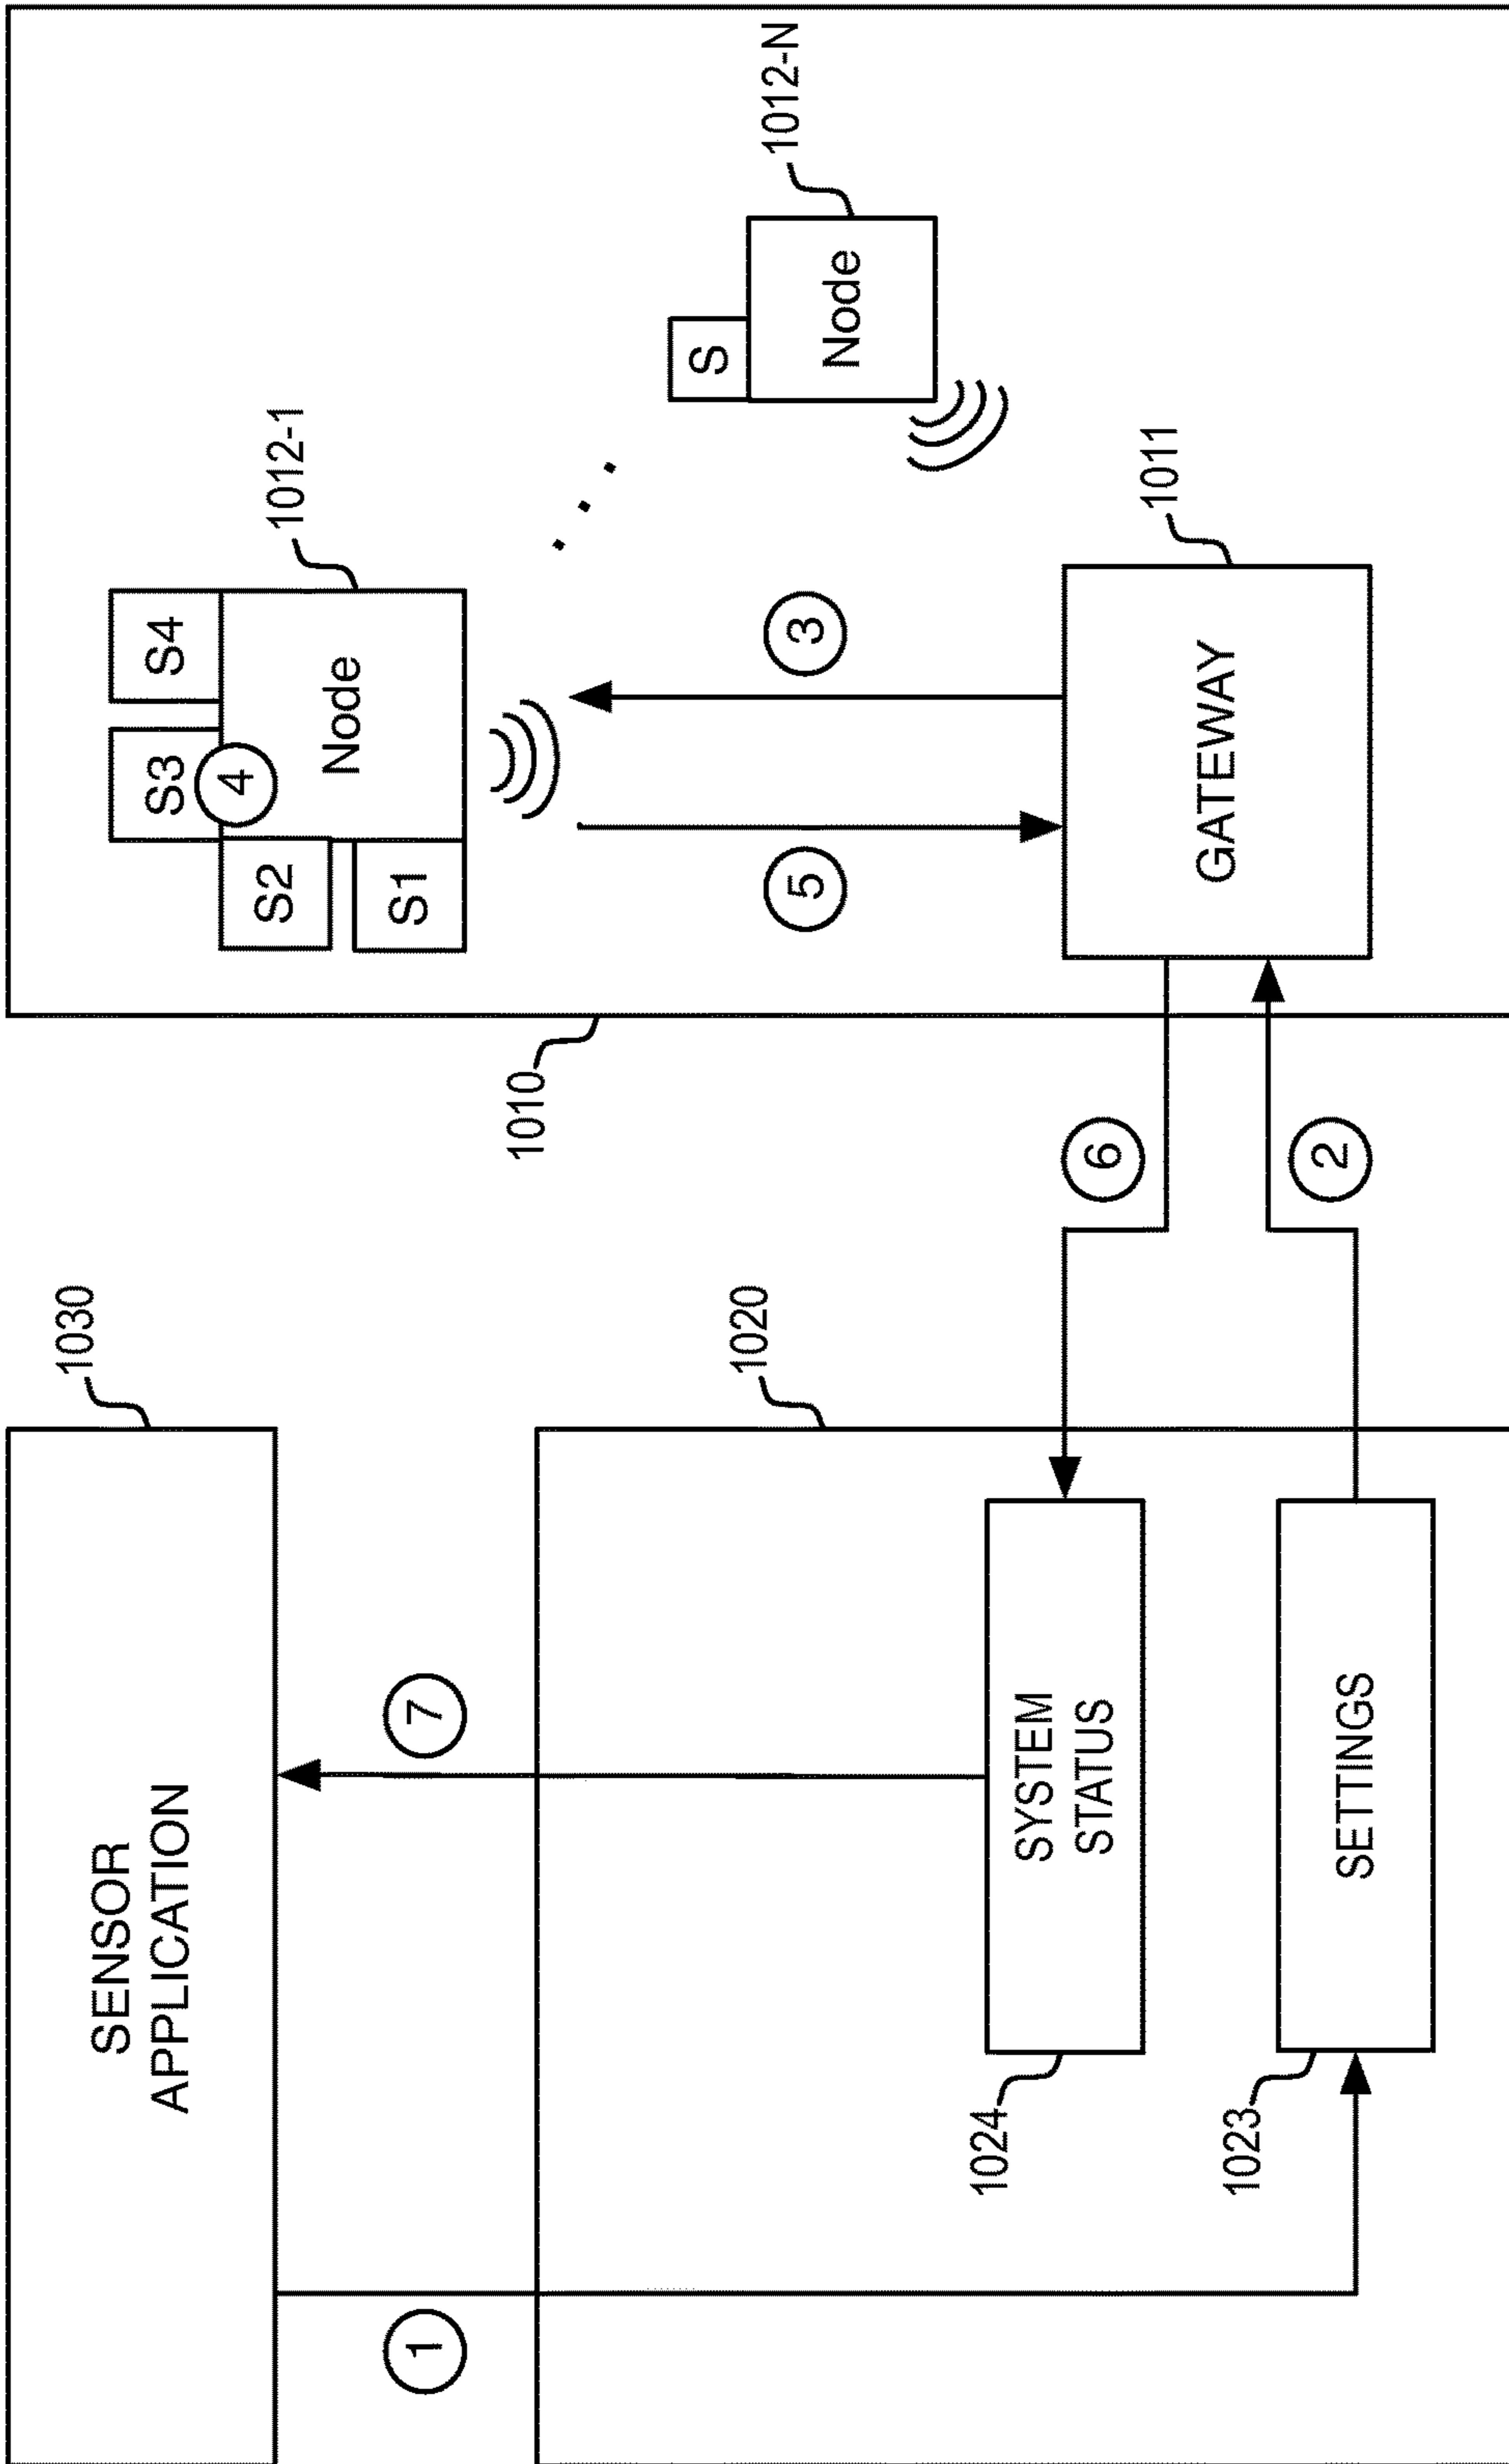 SENSOR
APPLICATION
1030
1
7
1020
SYSTEM
STATUS
1024
SETTINGS
1023
6
2
1010
S2
S1
S3
S4
4
Node
1012-1
5
3
GATEWAY
1011
S
Node
1012-N